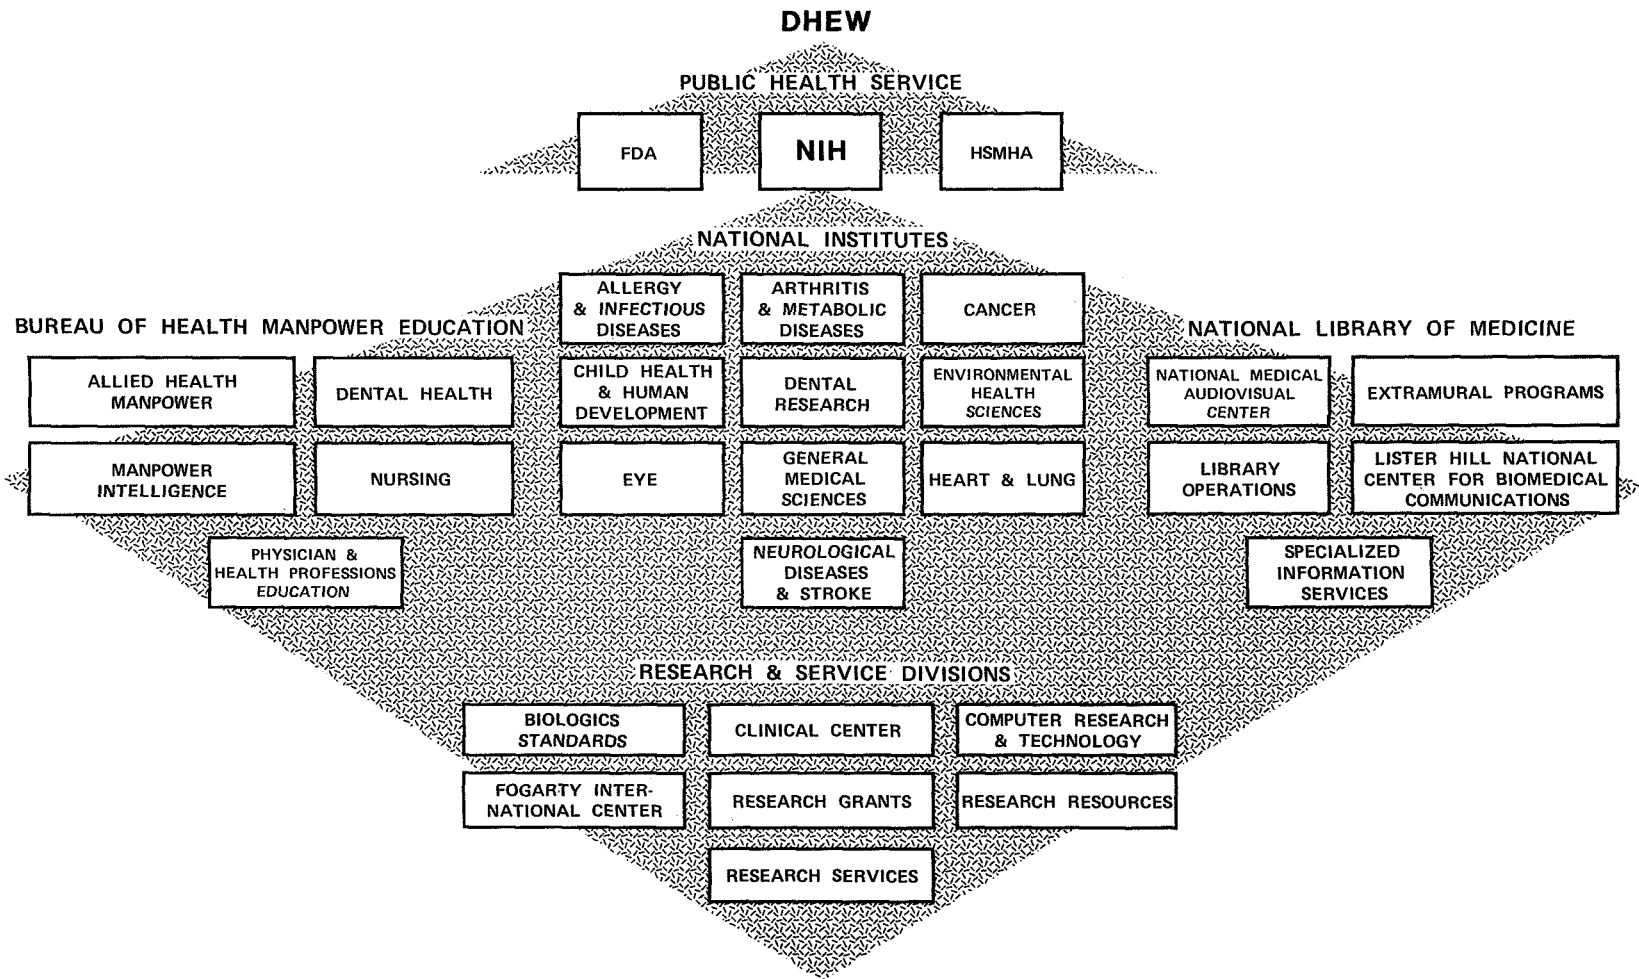 DHEW
PUBLIC HEALTH SERVICE
FDA
NIH
HSMHA
NATIONAL INSTITUTES
ALLERGY
& INFECTIOUS
DISEASES
ARTHRITIS
& METABOLIC
DISEASES
CANCER
CHILD HEALTH
& HUMAN
DEVELOPMENT
DENTAL
RESEARCH
ENVIRONMENTAL
HEALTH
SCIENCES
EYE
GENERAL
MEDICAL
SCIENCES
HEART & LUNG
NEUROLOGICAL
DISEASES
& STROKE
BUREAU OF HEALTH MANPOWER EDUCATION
ALLIED HEALTH
MANPOWER
DENTAL HEALTH
MANPOWER
INTELLIGENCE
NURSING
PHYSICIAN &
HEALTH PROFESSIONS
EDUCATION
NATIONAL LIBRARY OF MEDICINE
NATIONAL MEDICAL
AUDIOVISUAL
CENTER
EXTRAMURAL PROGRAMS
LIBRARY
OPERATIONS
LISTER HILL NATIONAL
CENTER FOR BIOMEDICAL
COMMUNICATIONS
SPECIALIZED
INFORMATION
SERVICES
RESEARCH & SERVICE DIVISIONS
BIOLOGICS
STANDARDS
CLINICAL CENTER
COMPUTER RESEARCH
& TECHNOLOGY
FOGARTY INTER-
NATIONAL CENTER
RESEARCH GRANTS
RESEARCH RESOURCES
RESEARCH SERVICES